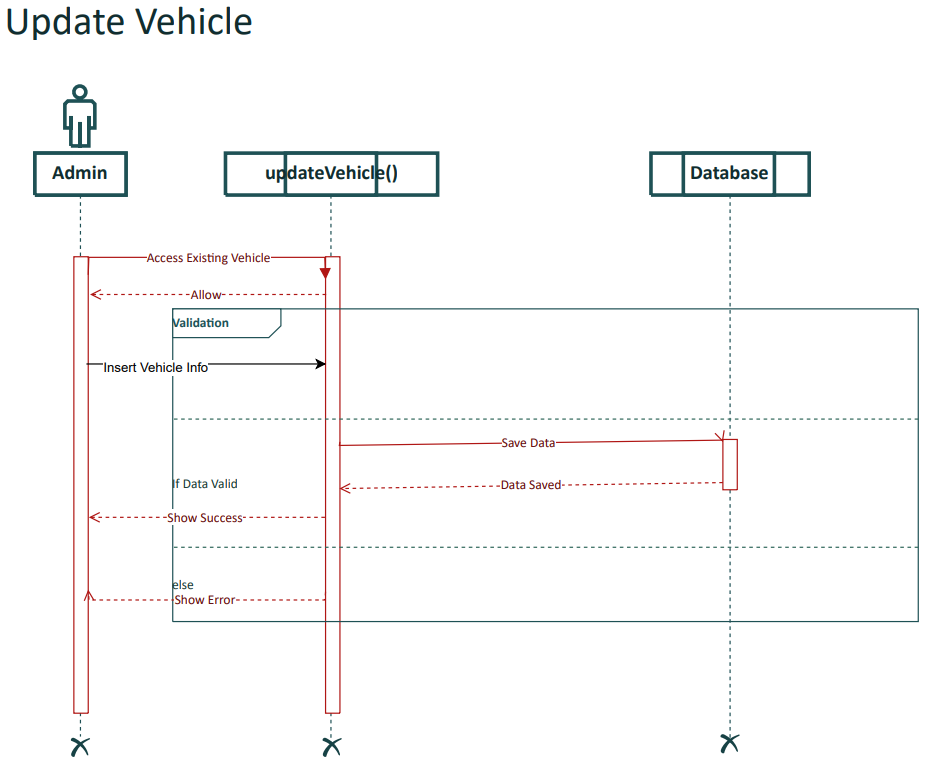 Update Vehicle
Admin
updateVehicle()
Database
Access Existing Vehicle
Allow
Validation
Insert Vehicle Info
Save Data
If Data Valid
Data Saved
Show Success
else
Show Error